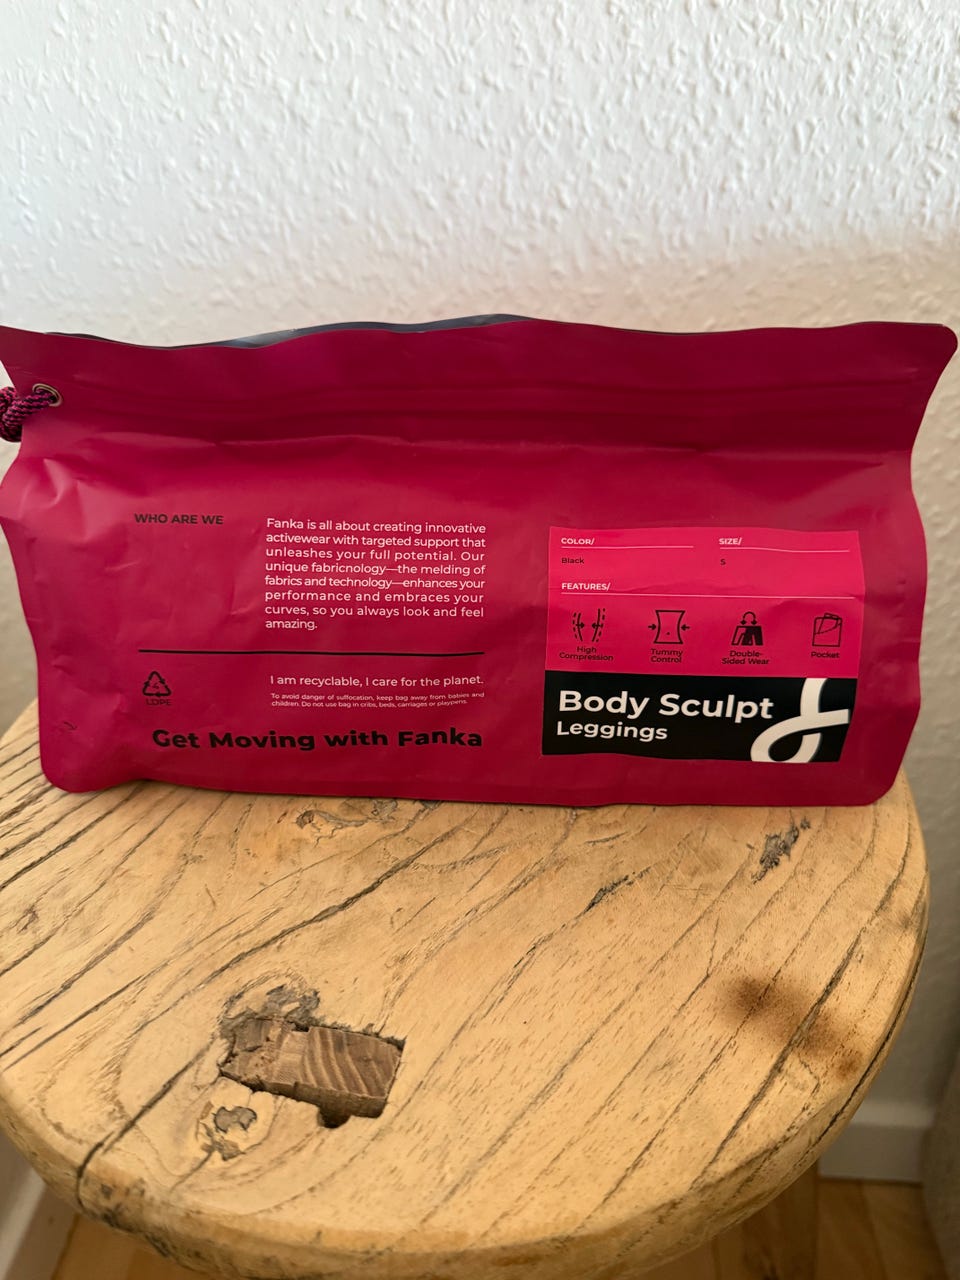 WHO ARE WE
Fanka is all about creating innovative
activewear with targeted support that
unleashes your full potential. Our
unique fabricnology—the melding of
fabrics and technology—enhances your
performance and embraces your
curves, so you always look and feel
amazing.
I am recyclable, I care for the planet.
To avoid danger of suffocation, keep bag away from babies and
children. Do not use bag in cribs, beds, carriages or playpens.
LDPE
Get Moving with Fanka
COLOR/
Black
SIZE/
S
FEATURES/
High
Compression
Tummy
Control
Double-
Sided Wear
Pocket
Body Sculpt
Leggings